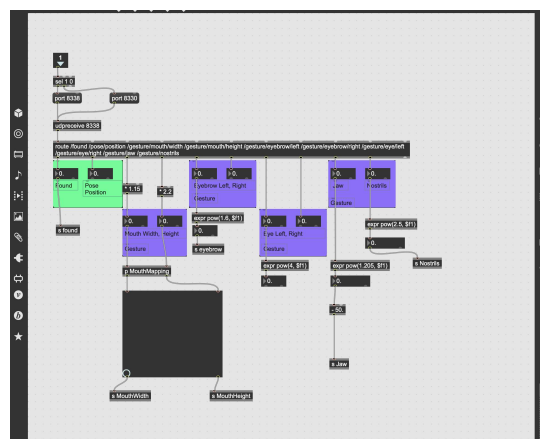 1
sel 1 0
port 8338
port 8330
udpreceive 8338
route /found /pose/position /gesture/mouth/width /gesture/mouth/height /gesture/eyebrow/left /gesture/eyebrow/right /gesture/eye/left
/gesture/eye/right /gesture/jaw /gesture/nostrils
0.
0.
0.
0.
0.
0.
Found
Pose
Position
* 1.15
* 2.2
Eyebrow Left, Right
Gesture
Jaw
Nostrils
Gesture
s found
0.
0.
Mouth Width, Height
Gesture
expr pow(1.6, $f1)
0.
s eyebrow
0.
0.
Eye Left, Right
Gesture
expr pow(2.5, $f1)
0.
s Nostrils
p MouthMapping
expr pow(4, $f1)
0.
expr pow(1.205, $f1)
0.
- 50.
s Jaw
s MouthWidth
s MouthHeight